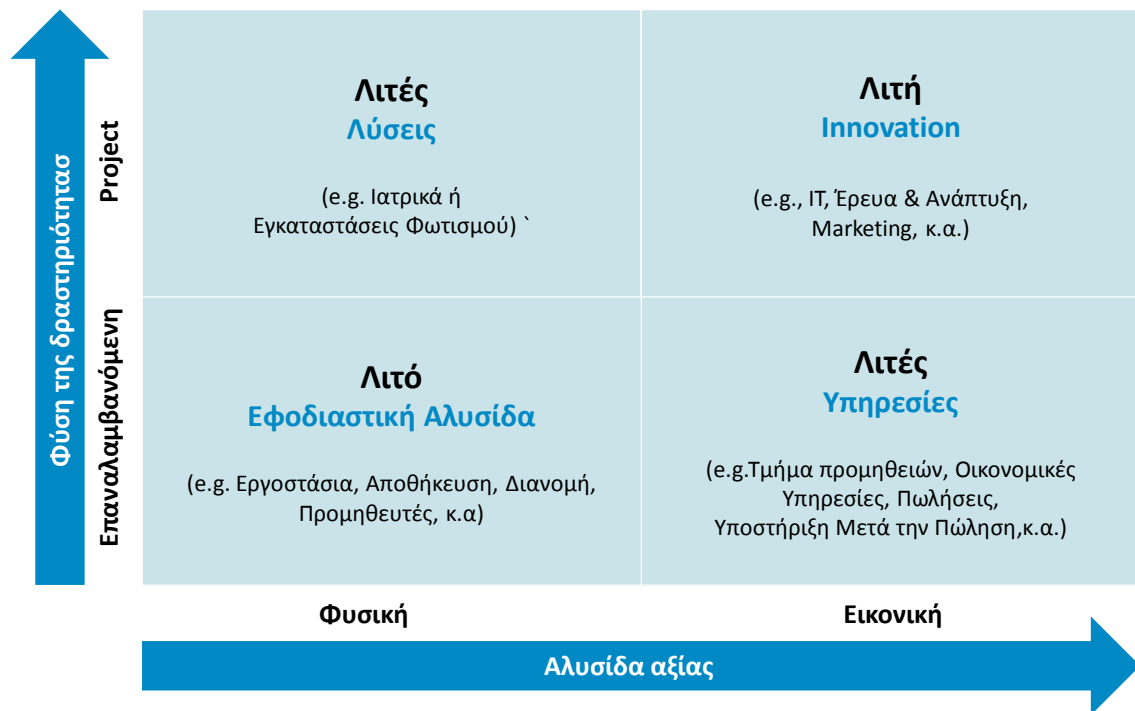 Φύση της δραστηριότητασ
Project
Επαναλαμβανόμενη
Λιτές
Λύσεις
(e.g. Ιατρικά ή
Εγκαταστάσεις Φωτισμού) `
Λιτή
Innovation
(e.g., IT, Έρευα & Ανάπτυξη,
Marketing, κ.α.)
Λιτό
Εφοδιαστική Αλυσίδα
(e.g. Εργοστάσια, Αποθήκευση, Διανομή,
Προμηθευτές, κ.α)
Λιτές
Υπηρεσίες
(e.g.Τμήμα προμηθειών, Οικονομικές
Υπηρεσίες, Πωλήσεις,
Υποστήριξη Μετά την Πώληση,κ.α.)
Φυσική
Εικονική
Αλυσίδα αξίας